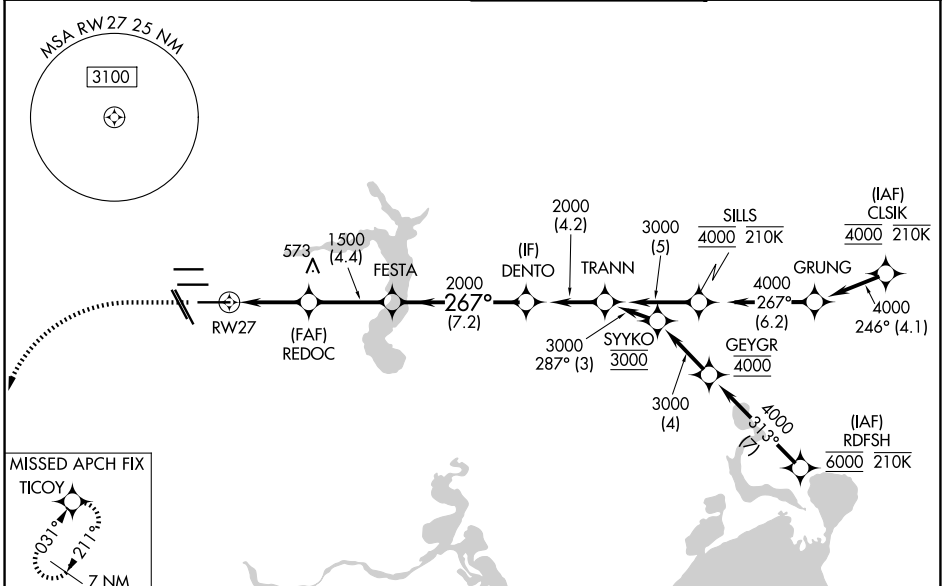 MSA RW27 25 NM
3100
573
1500
(4.4)
FESTA
RW27
(FAF)
REDOC
2000
267°
(7.2)
(IF)
DENTO
2000
(4.2)
TRANN
3000
(5)
SILLS
4000 210K
3000
287° (3)
SYYKO
3000
4000
267°
(6.2)
GRUNG
(IAF)
CLSIK
4000 210K
4000
246° (4.1)
GEYGR
4000
3000
(4)
4000
313°
(7)
(IAF)
RDFSH
6000 210K
MISSED APCH FIX
TICOY
031°
211°
7 NM